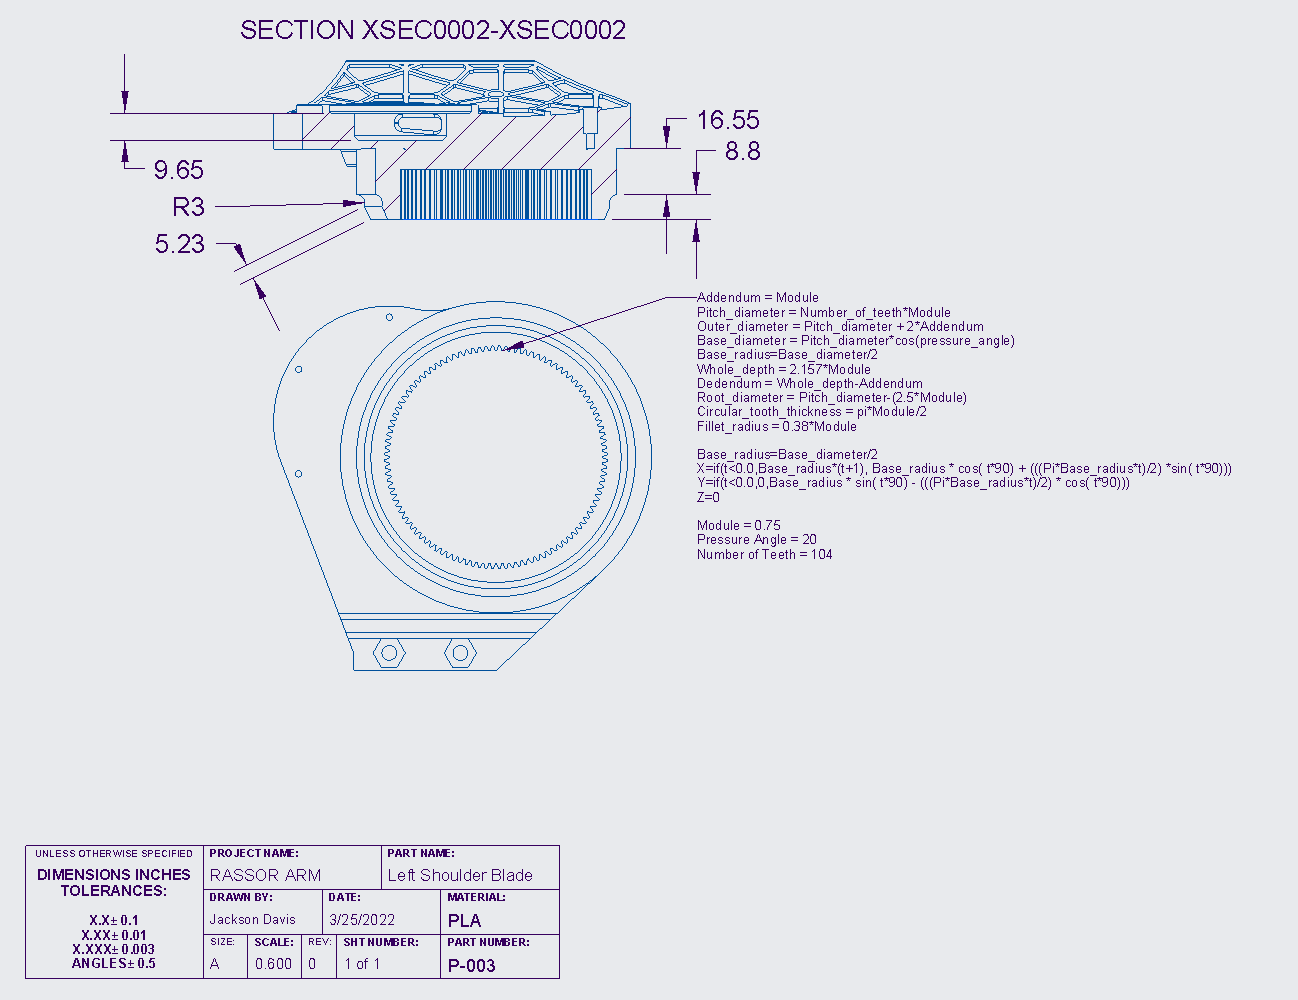 SECTION XSEC0002-XSEC0002
16.55
8.8
9.65
R3
5.23
Addendum = Module
Pitch_diameter = Number_of_teeth*Module
Outer_diameter = Pitch_diameter + 2*Addendum
Base_diameter = Pitch_diameter*cos(pressure_angle)
Base_radius=Base_diameter/2
Whole_depth = 2.157*Module
Dedendum = Whole_depth-Addendum
Root_diameter = Pitch_diameter-(2.5*Module)
Circular_tooth_thickness = pi*Module/2
Fillet_radius = 0.38*Module
Base_radius=Base_diameter/2
X=if(t<0.0,Base_radius*(t+1), Base_radius * cos( t*90) + (((Pi*Base_radius*t)/2) *sin( t*90)))
Y=if(t<0.0,0,Base_radius * sin( t*90) - (((Pi*Base_radius*t)/2) * cos( t*90)))
Z=0
Module = 0.75
Pressure Angle = 20
Number of Teeth = 104
UNLESS OTHERWISE SPECIFIED
DIMENSIONS INCHES
TOLERANCES:
X.X± 0.1
X.XX± 0.01
X.XXX± 0.003
ANGLES± 0.5
PROJECT NAME:
RASSOR ARM
PART NAME:
Left Shoulder Blade
DRAWN BY:
Jackson Davis
DATE:
3/25/2022
MATERIAL:
PLA
SIZE:
A
SCALE:
0.600
REV:
0
SHT NUMBER:
1 of 1
PART NUMBER:
P-003